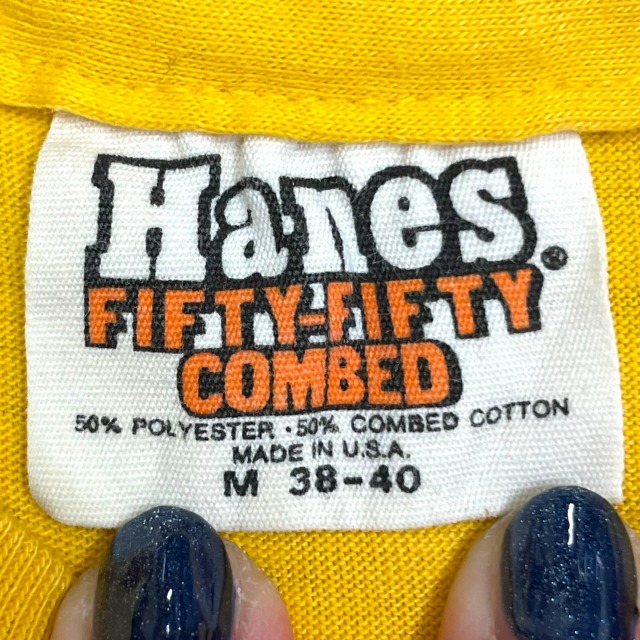 Hanes®
FIFTY-FIFTY
COMBED
50% POLYESTER · 50% COMBED COTTON
MADE IN U.S.A.
M 38-40